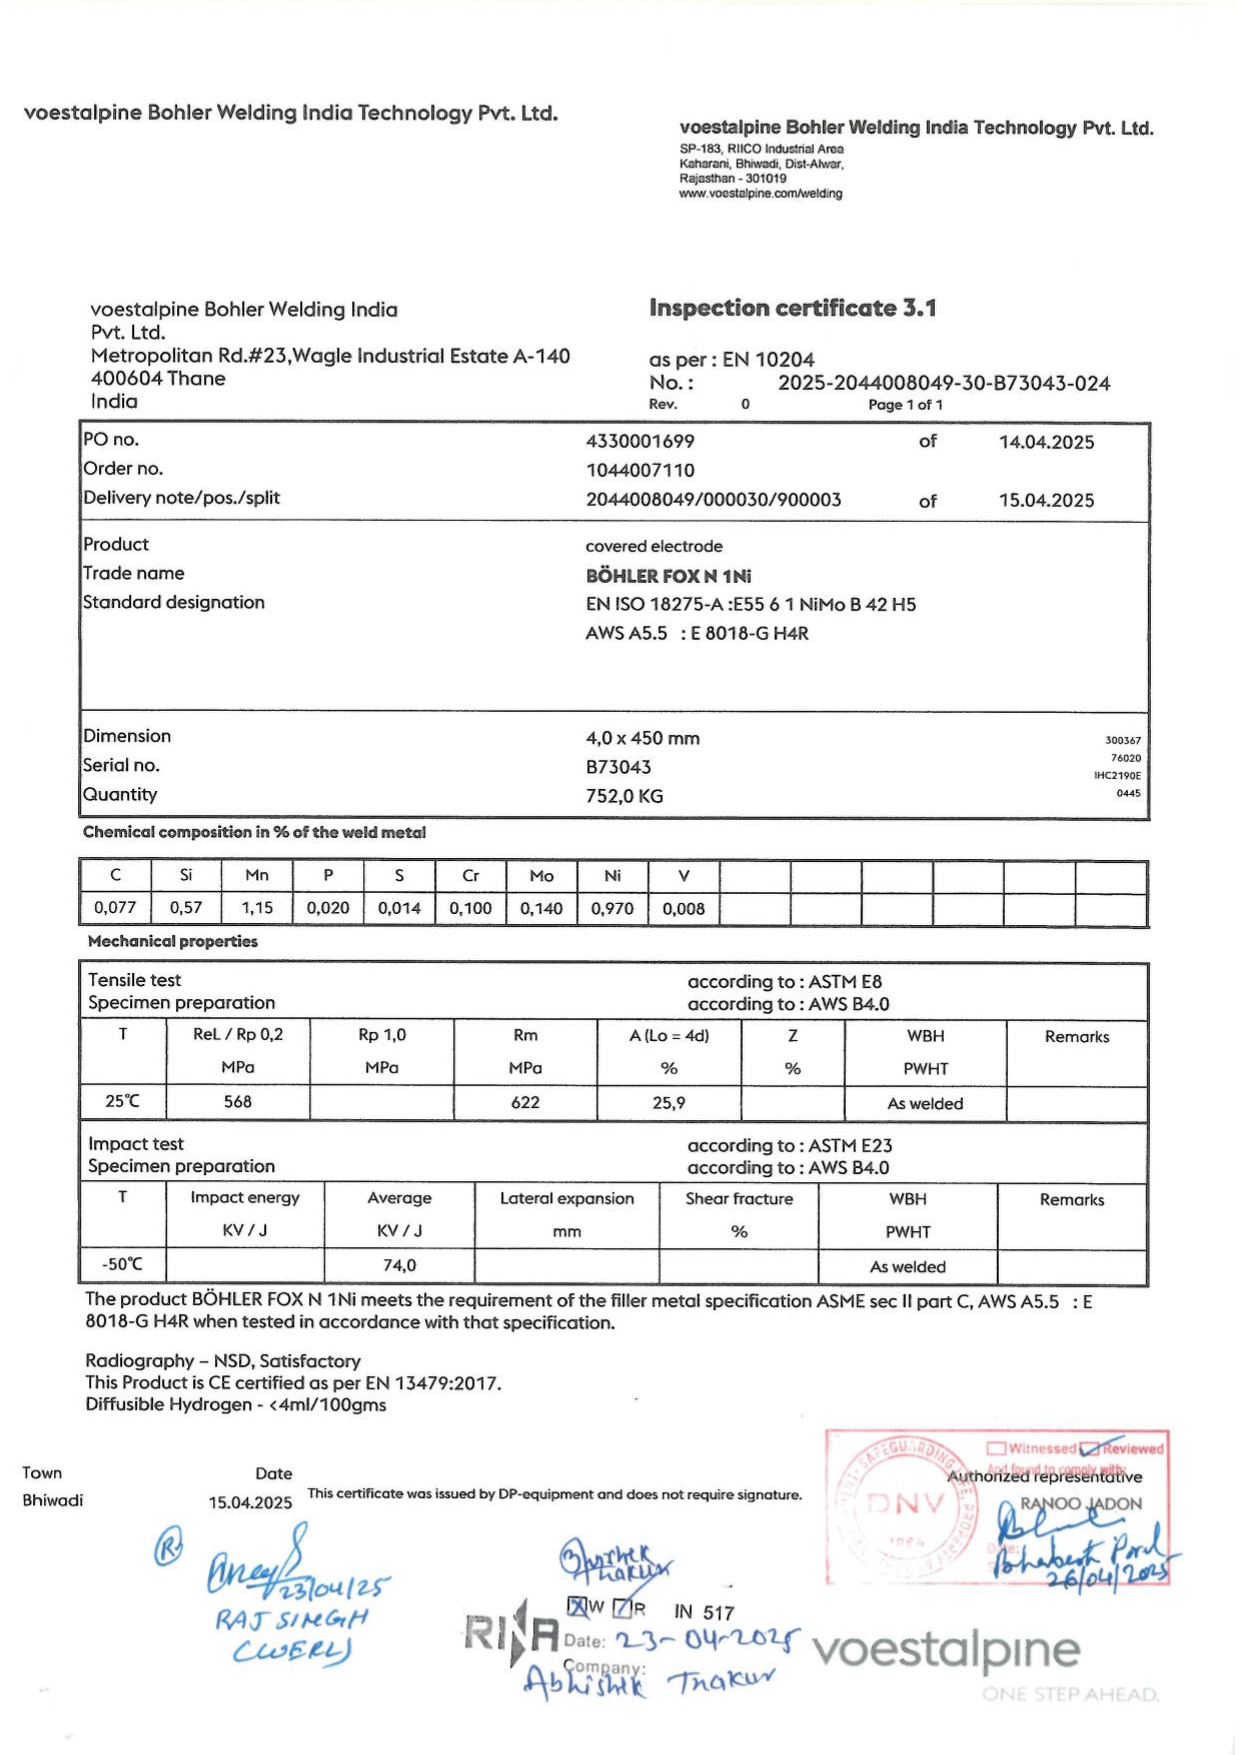 voestalpine Bohler Welding India Technology Pvt. Ltd.
voestalpine Bohler Welding India Technology Pvt. Ltd.
SP-183, RIICO Industrial Area
Kaharani, Bhiwadi, Dist-Alwar,
Rajasthan - 301019
www.voestalpine.com/welding
voestalpine Bohler Welding India
Pvt. Ltd.
Metropolitan Rd.#23,Wagle Industrial Estate A-140
400604 Thane
India
Inspection certificate 3.1
as per : EN 10204
No. : 2025-2044008049-30-B73043-024
Rev. 0 Page 1 of 1
PO no. 4330001699 of 14.04.2025
Order no. 1044007110
Delivery note/pos./split 2044008049/000030/900003 of 15.04.2025
Product covered electrode
Trade name BÖHLER FOX N 1Ni
Standard designation EN ISO 18275-A :E55 6 1 NiMo B 42 H5
AWS A5.5 : E 8018-G H4R
Dimension 4,0 x 450 mm 300367
76020
Serial no. B73043
IHC2190E
Quantity 752,0 KG 0445
Chemical composition in % of the weld metal
C Si Mn P S Cr Mo Ni V
0,077 0,57 1,15 0,020 0,014 0,100 0,140 0,970 0,008
Mechanical properties
Tensile test according to : ASTM E8
Specimen preparation according to : AWS B4.0
T ReL / Rp 0,2 Rp 1,0 Rm A (Lo = 4d) Z WBH Remarks
MPa MPa MPa % % PWHT
25℃ 568 622 25,9 As welded
Impact test according to : ASTM E23
Specimen preparation according to : AWS B4.0
T Impact energy Average Lateral expansion Shear fracture WBH Remarks
KV / J KV / J mm % PWHT
-50℃ 74,0 As welded
The product BÖHLER FOX N 1Ni meets the requirement of the filler metal specification ASME sec II part C, AWS A5.5 : E
8018-G H4R when tested in accordance with that specification.
Radiography – NSD, Satisfactory
This Product is CE certified as per EN 13479:2017.
Diffusible Hydrogen - <4ml/100gms
Witnessed Reviewed
And found to comply with:
Town Date Authorized representative
Bhiwadi 15.04.2025 This certificate was issued by DP-equipment and does not require signature. RANOO JADON
DNV
1864
Date:
26/04/2025
R
23/04/25
RAJ SINGH
(WERL)
Abhishek
Thakur
W R IN 517
RINA Date: 23-04-2025
Company:
Abhishek Thakur
voestalpine
ONE STEP AHEAD.